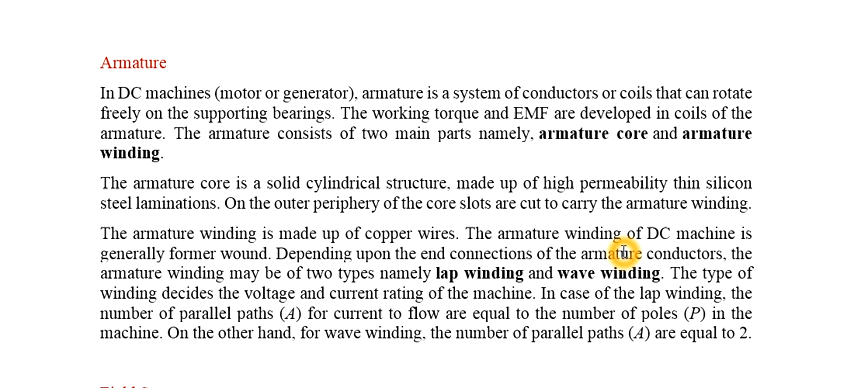 Armature
In DC machines (motor or generator), armature is a system of conductors or coils that can rotate
freely on the supporting bearings. The working torque and EMF are developed in coils of the
armature. The armature consists of two main parts namely, armature core and armature
winding.
The armature core is a solid cylindrical structure, made up of high permeability thin silicon
steel laminations. On the outer periphery of the core slots are cut to carry the armature winding.
The armature winding is made up of copper wires. The armature winding of DC machine is
generally former wound. Depending upon the end connections of the armature conductors, the
armature winding may be of two types namely lap winding and wave winding. The type of
winding decides the voltage and current rating of the machine. In case of the lap winding, the
number of parallel paths (A) for current to flow are equal to the number of poles (P) in the
machine. On the other hand, for wave winding, the number of parallel paths (A) are equal to 2.